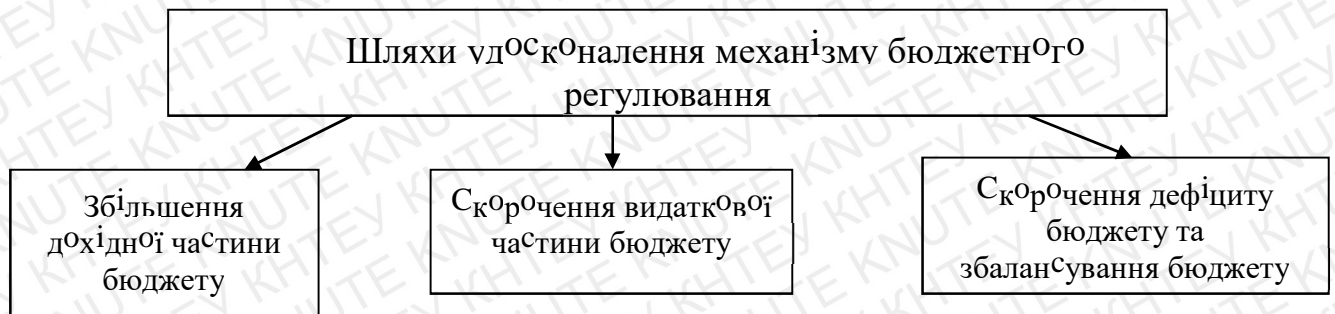 Шляхи удосконалення механізму бюджетного
регулювання
Збільшення
дохідної частини
бюджету
Скорочення видаткової
частини бюджету
Скорочення дефіциту
бюджету та
збалансування бюджету